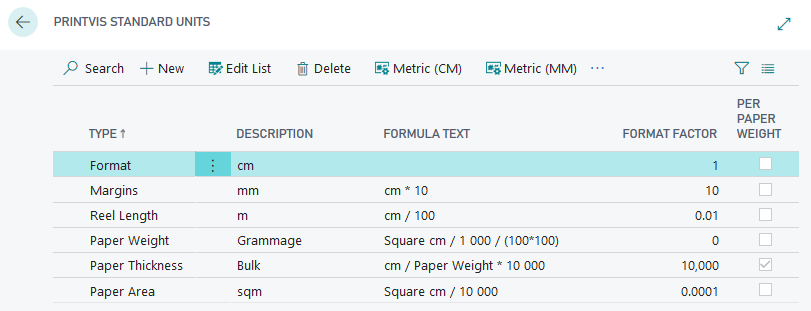 PRINTVIS STANDARD UNITS
Search New Edit List Delete Metric (CM) Metric (MM) ...
TYPE ↑ DESCRIPTION FORMULA TEXT FORMAT FACTOR PER PAPER WEIGHT
Format cm 1
Margins mm cm * 10 10
Reel Length m cm / 100 0.01
Paper Weight Grammage Square cm / 1 000 / (100*100) 0
Paper Thickness Bulk cm / Paper Weight * 10 000 10,000
Paper Area sqm Square cm / 10 000 0.0001